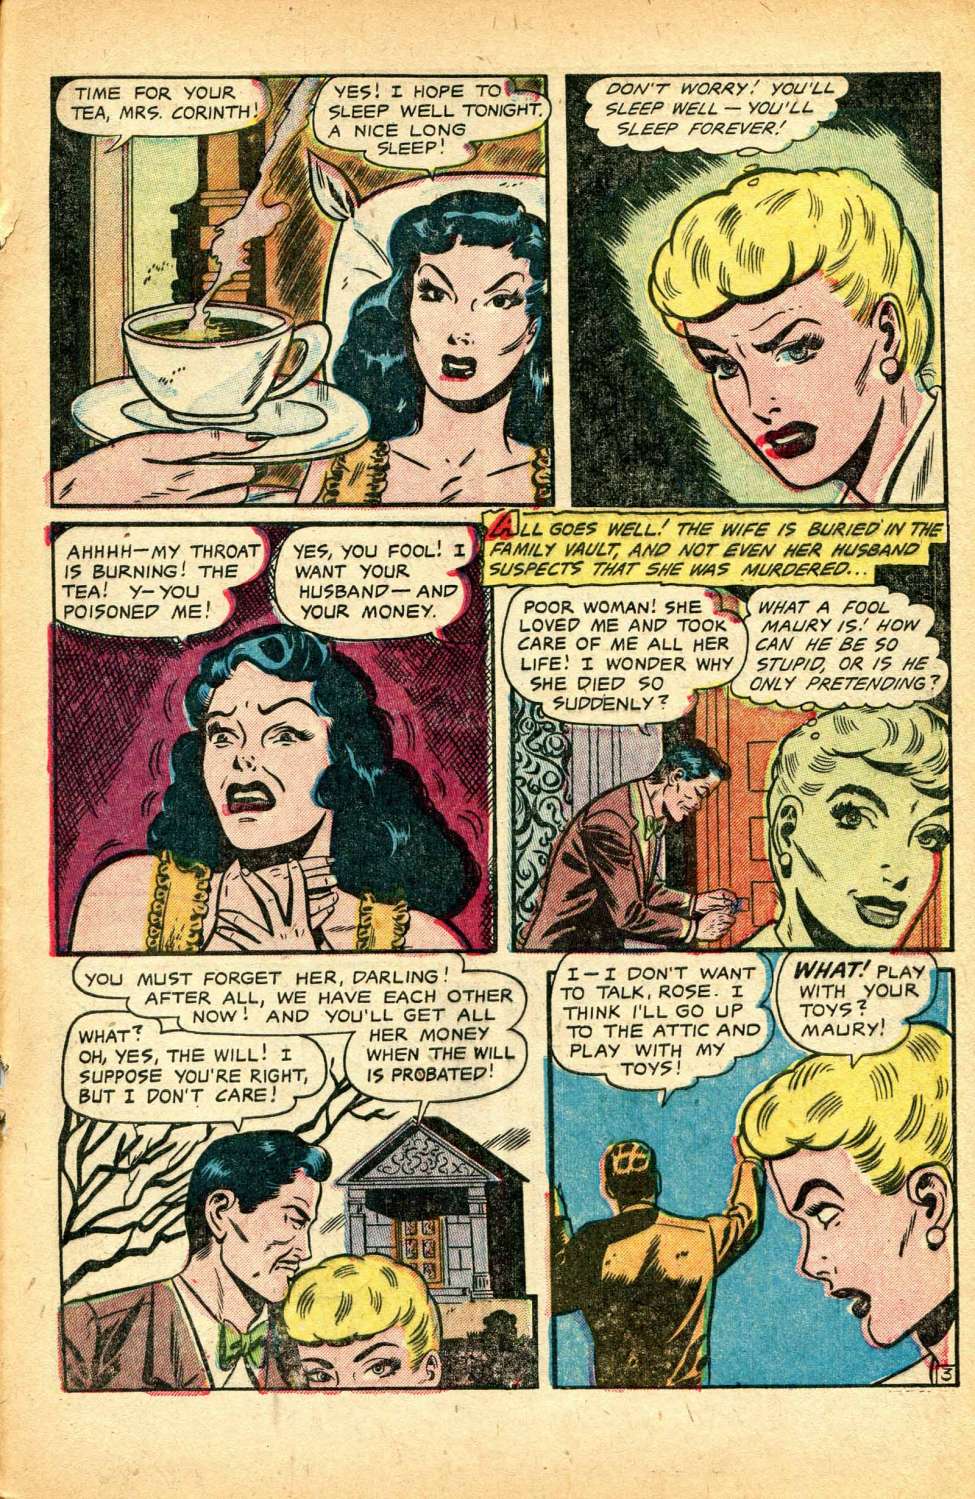 TIME FOR YOUR
TEA, MRS. CORINTH!
YES! I HOPE TO
SLEEP WELL TONIGHT.
A NICE LONG
SLEEP!
DON'T WORRY! YOU'LL
SLEEP WELL — YOU'LL
SLEEP FOREVER!
AHHHH—MY THROAT
IS BURNING! THE
TEA! Y-YOU
POISONED ME!
YES, YOU FOOL! I
WANT YOUR
HUSBAND—AND
YOUR MONEY.
ALL GOES WELL! THE WIFE IS BURIED IN THE
FAMILY VAULT, AND NOT EVEN HER HUSBAND
SUSPECTS THAT SHE WAS MURDERED...
POOR WOMAN! SHE
LOVED ME AND TOOK
CARE OF ME ALL HER
LIFE! I WONDER WHY
SHE DIED SO
SUDDENLY?
WHAT A FOOL
MAURY IS! HOW
CAN HE BE SO
STUPID, OR IS HE
ONLY PRETENDING?
YOU MUST FORGET HER, DARLING!
AFTER ALL, WE HAVE EACH OTHER
NOW! AND YOU'LL GET ALL
HER MONEY
WHEN THE WILL
IS PROBATED!
WHAT?
OH, YES, THE WILL! I
SUPPOSE YOU'RE RIGHT,
BUT I DON'T CARE!
I—I DON'T WANT
TO TALK, ROSE. I
THINK I'LL GO UP
TO THE ATTIC AND
PLAY WITH MY
TOYS!
WHAT! PLAY
WITH YOUR
TOYS?
MAURY!
3